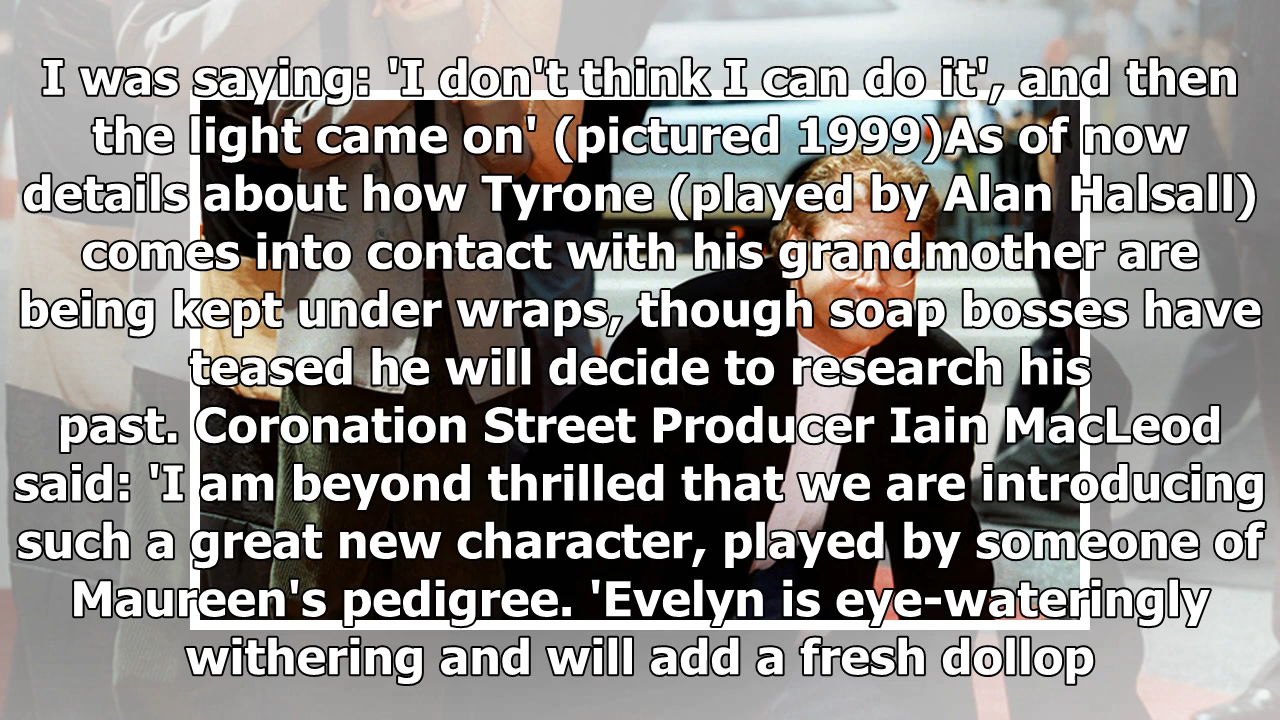 I was saying: 'I don't think I can do it', and then
the light came on' (pictured 1999)As of now
details about how Tyrone (played by Alan Halsall)
comes into contact with his grandmother are
being kept under wraps, though soap bosses have
teased he will decide to research his
past. Coronation Street Producer Iain MacLeod
said: 'I am beyond thrilled that we are introducing
such a great new character, played by someone of
Maureen's pedigree. 'Evelyn is eye-wateringly
withering and will add a fresh dollop